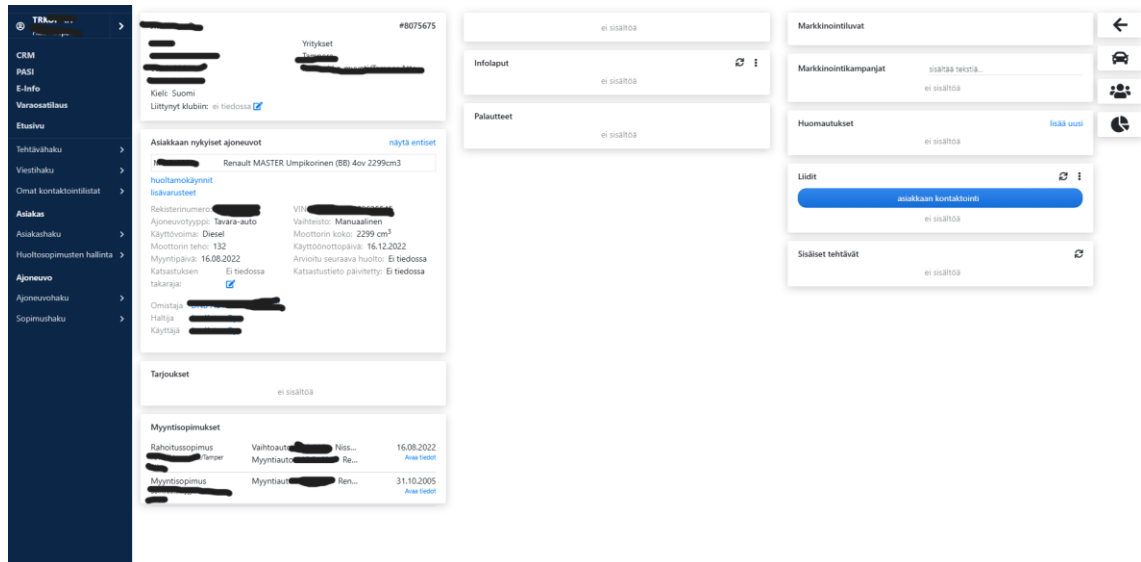 CRM
PASI
E-Info
Varaosatilaus
Etusivu
Tehtävähaku
Viestihaku
Omat kontaktointilistat
Asiakas
Asiakashaku
Huoltosopimusten hallinta
Ajoneuvo
Ajoneuvohaku
Sopimushaku
#8075675
Yritykset
Kieli: Suomi
Liittynyt klubiin: ei tiedossa
Asiakkaan nykyiset ajoneuvot näytä entiset
Renault MASTER Umpikorinen (BB) 4ov 2299cm3
huoltamokäynnit
lisävarusteet
Rekisterinumero: VIN
Ajoneuvotyyppi: Tavara-auto Vaihteisto: Manuaalinen
Käyttövoima: Diesel Moottorin koko: 2299 cm³
Moottorin teho: 132 Käyttöönottopäivä: 16.12.2022
Myyntipäivä: 16.08.2022 Arvioitu seuraava huolto: Ei tiedossa
Katsastuksen Ei tiedossa Katsastustieto päivitetty: Ei tiedossa
takaraja:
Omistaja
Haltija
Käyttäjä
Tarjoukset
ei sisältöä
Myyntisopimukset
Rahoitussopimus Vaihtoauto Niss... 16.08.2022
/Tamper Myyntiauto Re... Avaa tiedot
Myyntisopimus Myyntiaut Ren... 31.10.2005
Avaa tiedot
ei sisältöä
Infolaput
ei sisältöä
Palautteet
ei sisältöä
Markkinointiluvat
Markkinointikampanjat sisältää tekstiä...
ei sisältöä
Huomautukset lisää uusi
ei sisältöä
Liidit
asiakkaan kontaktointi
ei sisältöä
Sisäiset tehtävät
ei sisältöä